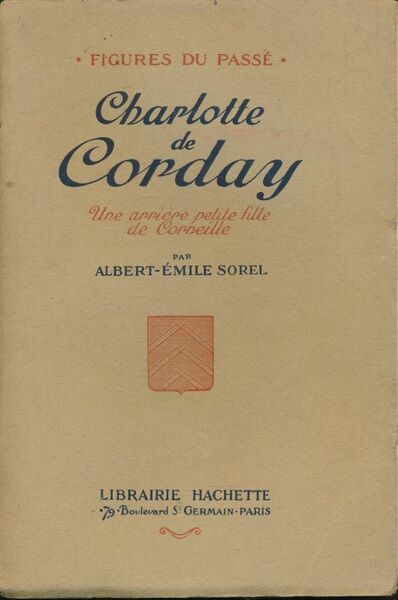 • FIGURES DU PASSÉ •
Charlotte
de
Corday
Une arrière petite fille
de Corneille
PAR
ALBERT-ÉMILE SOREL
LIBRAIRIE HACHETTE
•79•Boulevard St GERMAIN-PARIS